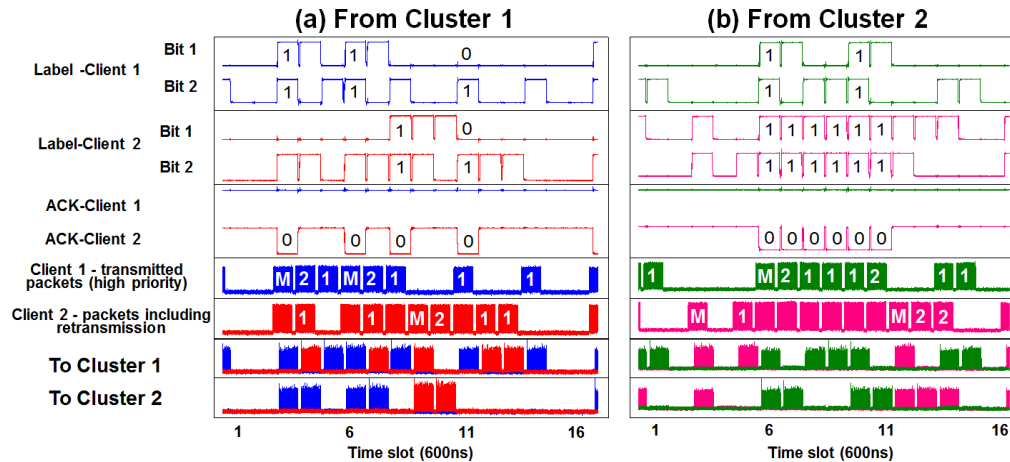 (a) From Cluster 1
(b) From Cluster 2
Label -Client 1
Bit 1
1 1 0
1 1
Bit 2
1 1 1
1 1
Label-Client 2
Bit 1
1 0
1 1 1 1 1 1
Bit 2
1 1
1 1 1 1 1 1
ACK-Client 1
ACK-Client 2
0 0 0 0
0 0 0 0 0 0
Client 1 - transmitted
packets (high priority)
M 2 1 M 2 1 1 1
1 M 2 1 1 1 2 1 1
Client 2 - packets including
retransmission
1 1 M 2 1 1
M 1 M 2 2
To Cluster 1
To Cluster 2
1 6 11 16
1 6 11 16
Time slot (600ns)
Time slot (600ns)